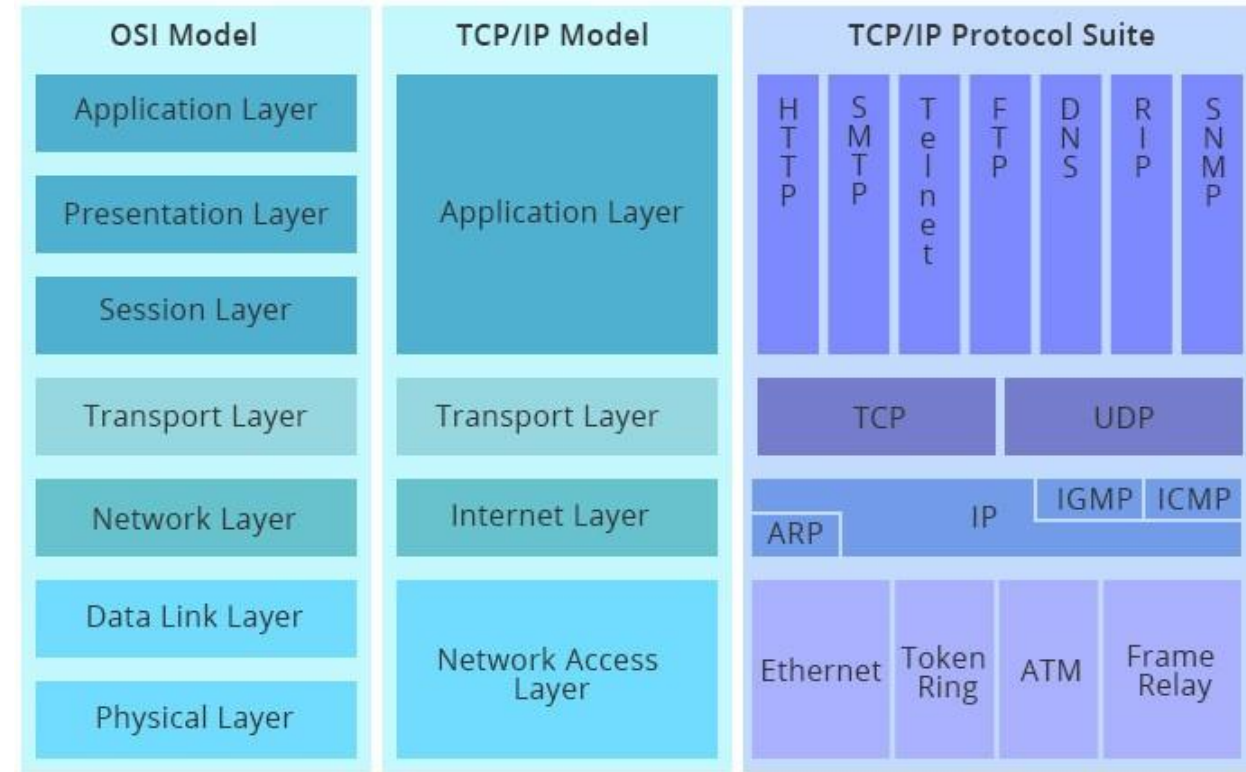 OSI Model
Application Layer
Presentation Layer
Session Layer
Transport Layer
Network Layer
Data Link Layer
Physical Layer
TCP/IP Model
Application Layer
Transport Layer
Internet Layer
Network Access
Layer
TCP/IP Protocol Suite
HTTP
SMTP
Telnet
FTP
DNS
RIP
SNMP
TCP
UDP
IP
IGMP
ICMP
ARP
Ethernet
Token
Ring
ATM
Frame
Relay